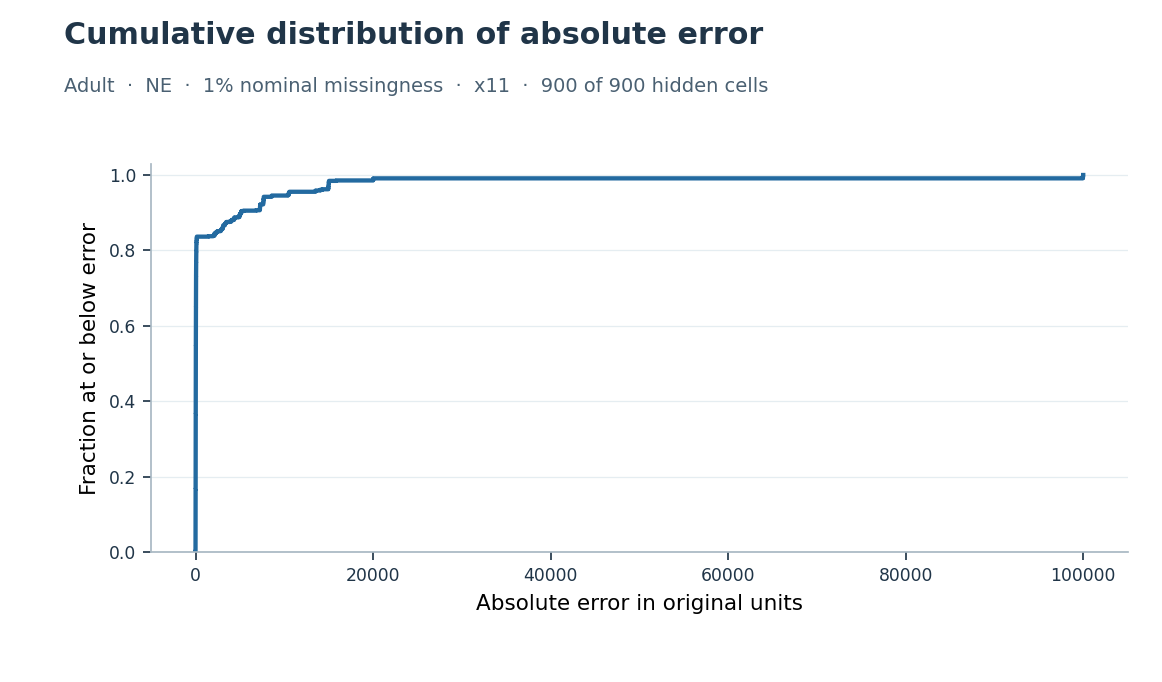 Cumulative distribution of absolute error
Adult · NE · 1% nominal missingness · x11 · 900 of 900 hidden cells
Fraction at or below error
1.0
0.8
0.6
0.4
0.2
0.0
0 20000 40000 60000 80000 100000
Absolute error in original units